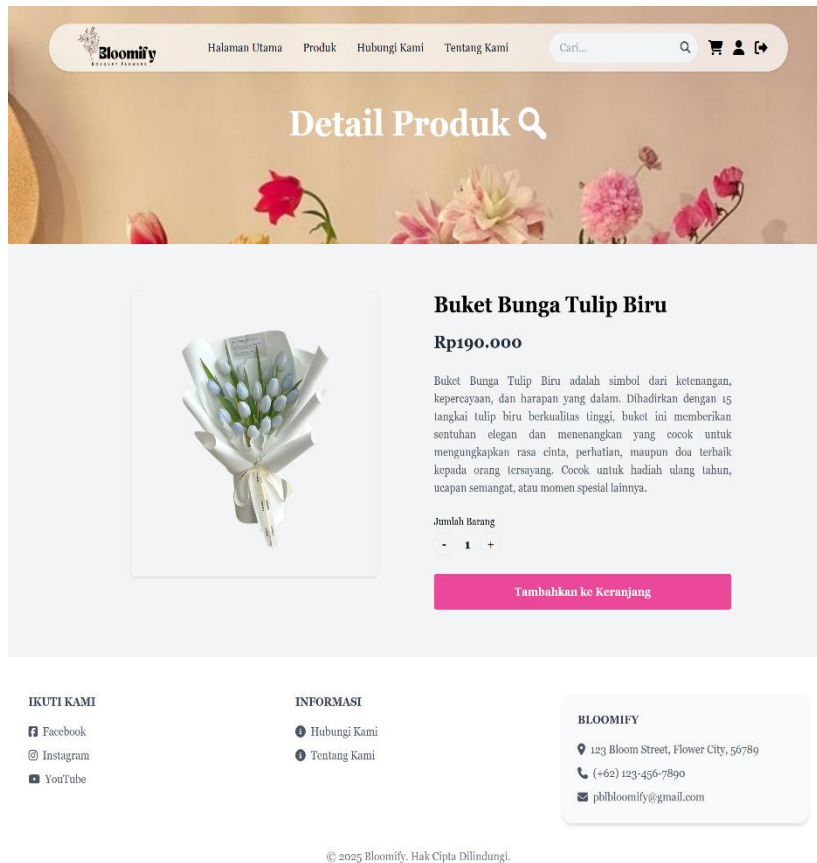 Bloomify
BOUQUET FLOWERS
Halaman Utama
Produk
Hubungi Kami
Tentang Kami
Cari...
Detail Produk
Buket Bunga Tulip Biru
Rp190.000
Buket Bunga Tulip Biru adalah simbol dari ketenangan,
kepercayaan, dan harapan yang dalam. Dihadirkan dengan 15
tangkai tulip biru berkualitas tinggi, buket ini memberikan
sentuhan elegan dan menenangkan yang cocok untuk
mengungkapkan rasa cinta, perhatian, maupun doa terbaik
kepada orang tersayang. Cocok untuk hadiah ulang tahun,
ucapan semangat, atau momen spesial lainnya.
Jumlah Barang
- 1 +
Tambahkan ke Keranjang
IKUTI KAMI
Facebook
Instagram
YouTube
INFORMASI
Hubungi Kami
Tentang Kami
BLOOMIFY
123 Bloom Street, Flower City, 56789
(+62) 123-456-7890
pblbloomify@gmail.com
© 2025 Bloomify. Hak Cipta Dilindungi.